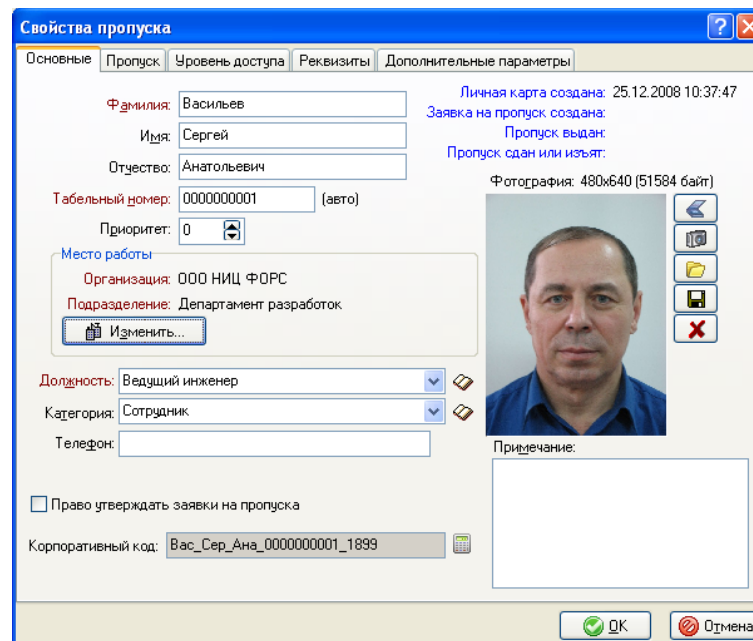 Свойства пропуска
Основные Пропуск Уровень доступа Реквизиты Дополнительные параметры
Личная карта создана: 25.12.2008 10:37:47
Заявка на пропуск создана:
Пропуск выдан:
Пропуск сдан или изъят:
Фамилия: Васильев
Имя: Сергей
Отчество: Анатольевич
Табельный номер: 0000000001 (авто)
Приоритет: 0
Фотография: 480x640 (51584 байт)
Место работы
Организация: ООО НИЦ ФОРС
Подразделение: Департамент разработок
Изменить...
Должность: Ведущий инженер
Категория: Сотрудник
Телефон:
Примечание:
Право утверждать заявки на пропуска
Корпоративный код: Вас_Сер_Ана_0000000001_1899
OK Отмена